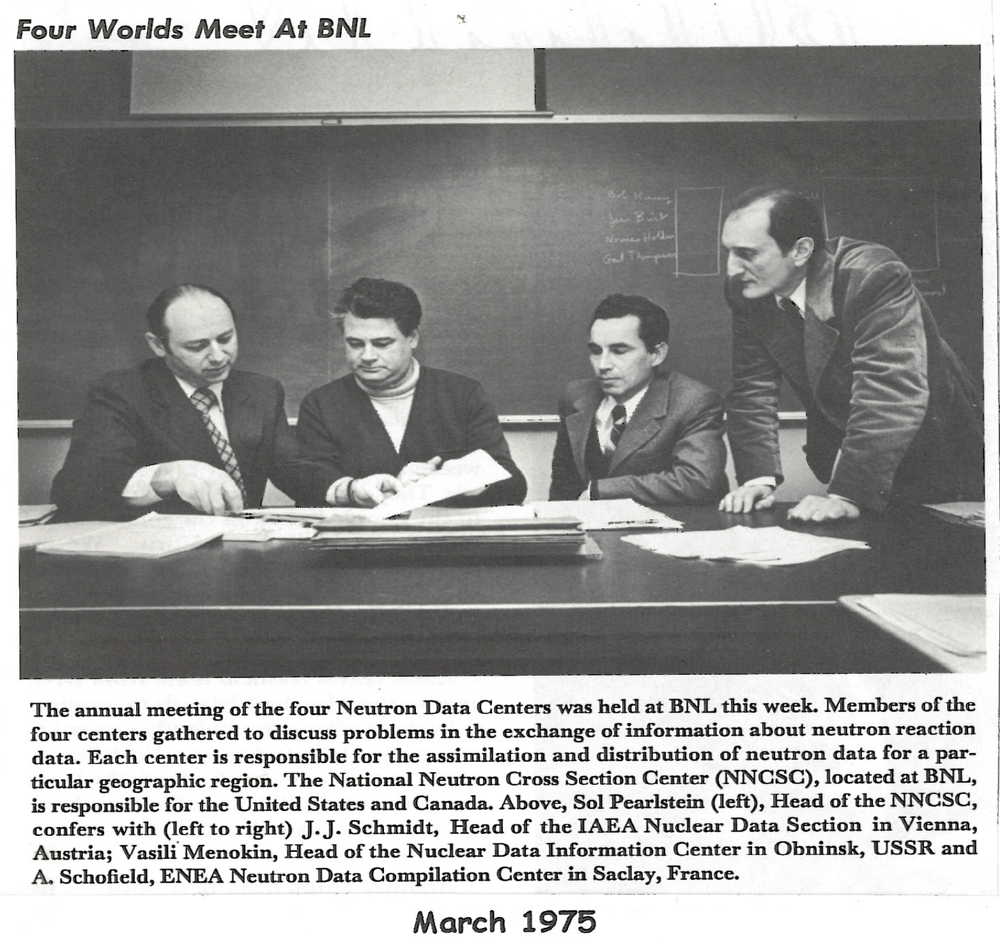 Four Worlds Meet At BNL
Bob Kinsey
Norman Holden
Gail Thompson
The annual meeting of the four Neutron Data Centers was held at BNL this week. Members of the
four centers gathered to discuss problems in the exchange of information about neutron reaction
data. Each center is responsible for the assimilation and distribution of neutron data for a par-
ticular geographic region. The National Neutron Cross Section Center (NNCSC), located at BNL,
is responsible for the United States and Canada. Above, Sol Pearlstein (left), Head of the NNCSC,
confers with (left to right) J. J. Schmidt, Head of the IAEA Nuclear Data Section in Vienna,
Austria; Vasili Menokin, Head of the Nuclear Data Information Center in Obninsk, USSR and
A. Schofield, ENEA Neutron Data Compilation Center in Saclay, France.
March 1975